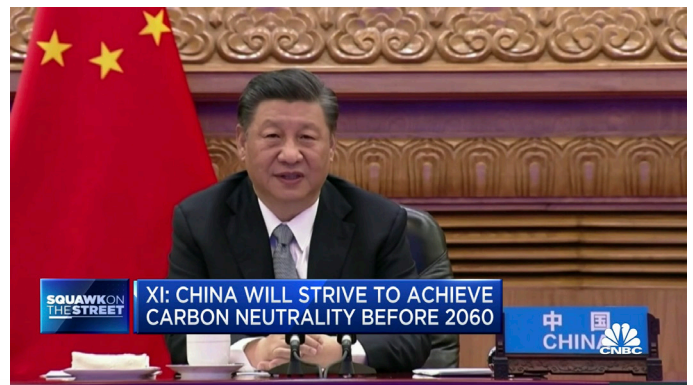 SQUAWK ON
THE STREET
XI: CHINA WILL STRIVE TO ACHIEVE
CARBON NEUTRALITY BEFORE 2060
中 国
CHINA
CNBC